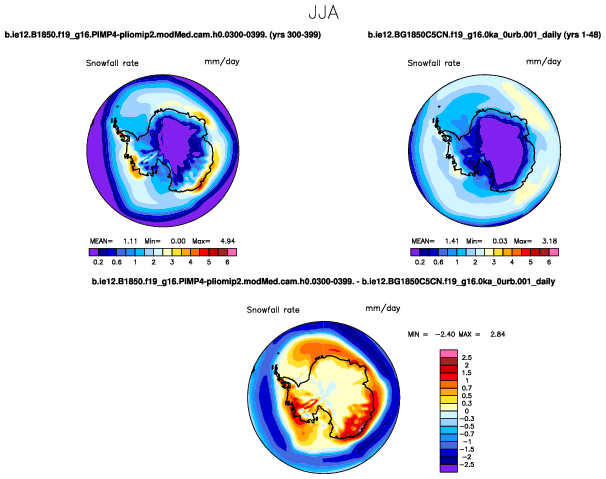 JJA
b.ie12.B1850.f19_g16.PIMP4-pliomip2.modMed.cam.h0.0300-0399. (yrs 300-399) b.ie12.BG1850C5CN.f19_g16.0ka_0urb.001_daily (yrs 1-48)
Snowfall rate mm/day Snowfall rate mm/day
MEAN= 1.11 Min= 0.00 Max= 4.94 MEAN= 1.41 Min= 0.03 Max= 3.18
0.2 0.6 1 2 3 4 5 6 0.2 0.6 1 2 3 4 5 6
b.ie12.B1850.f19_g16.PIMP4-pliomip2.modMed.cam.h0.0300-0399. - b.ie12.BG1850C5CN.f19_g16.0ka_0urb.001_daily
Snowfall rate mm/day
MIN = -2.40 MAX = 2.84
2.5
2
1.5
1
0.7
0.5
0.3
0
-0.3
-0.5
-0.7
-1
-1.5
-2
-2.5